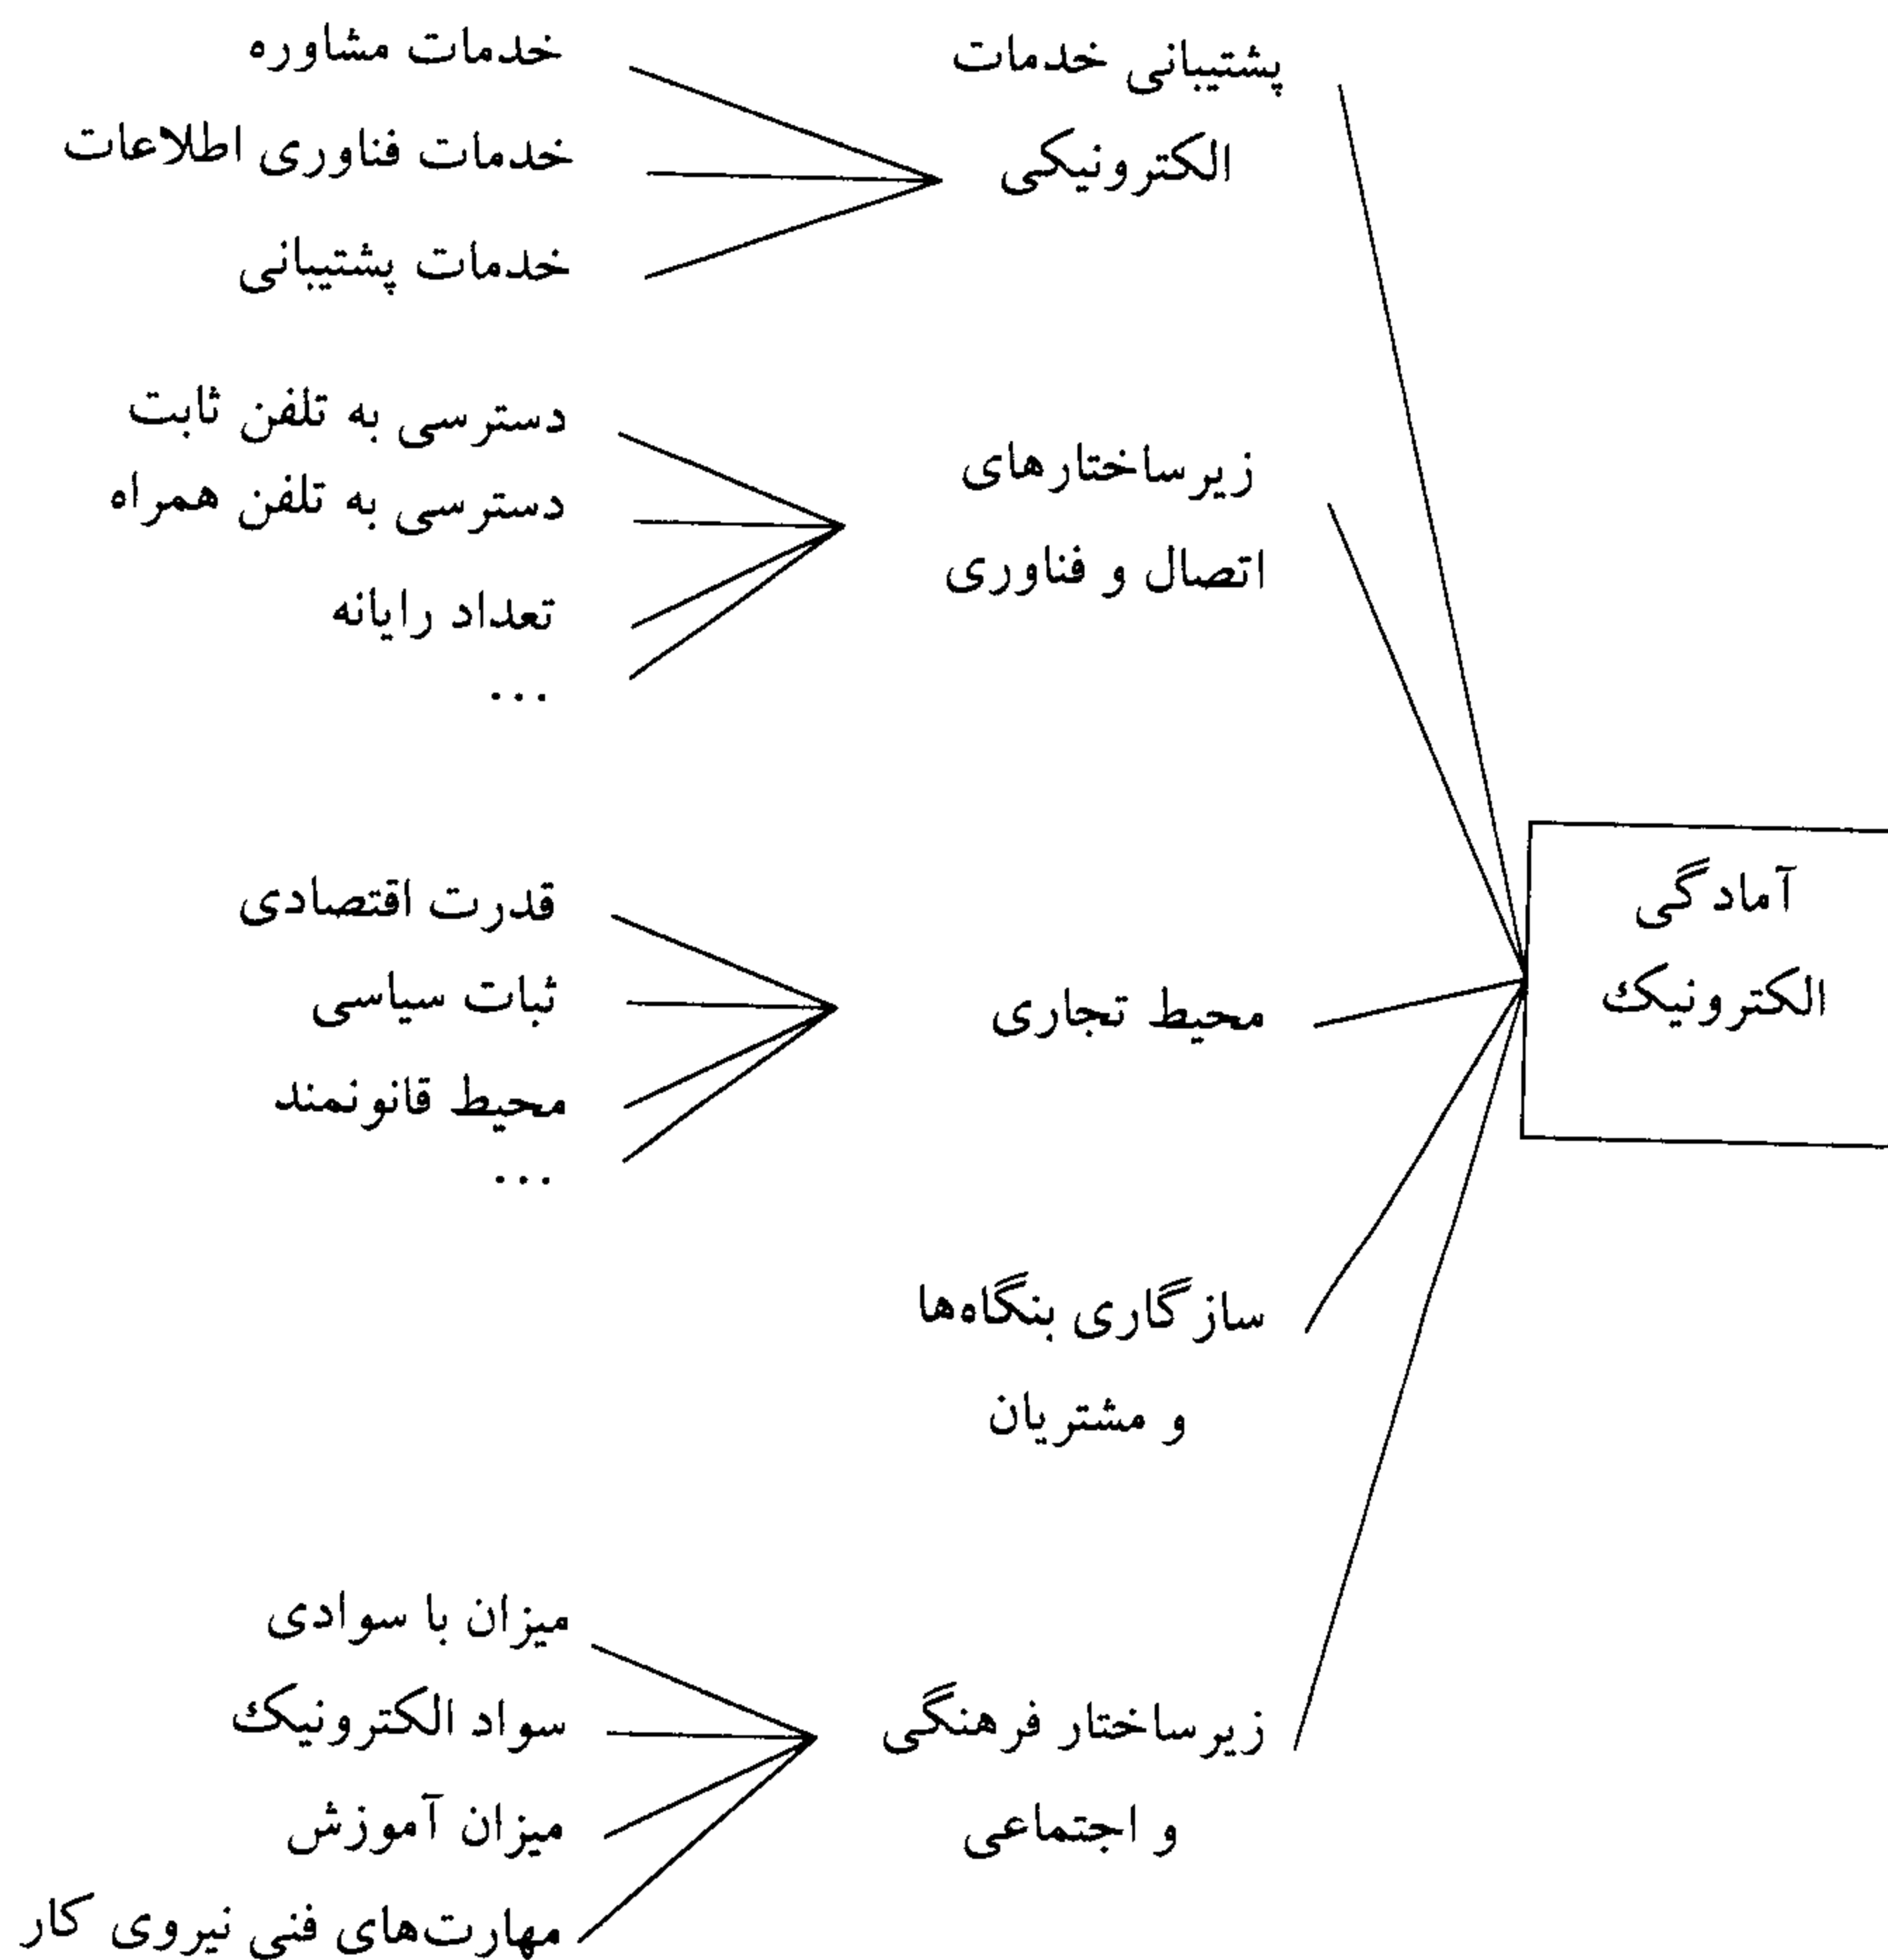 آمادگی
الکترونیک
پشتیبانی خدمات
الکترونیکی
خدمات مشاوره
خدمات فناوری اطلاعات
خدمات پشتیبانی
زیرساختارهای
اتصال و فناوری
دسترسی به تلفن ثابت
دسترسی به تلفن همراه
تعداد رایانه
...
محیط تجاری
قدرت اقتصادی
ثبات سیاسی
محیط قانونمند
...
سازگاری بنگاه‌ها
و مشتریان
زیرساختار فرهنگی
و اجتماعی
میزان با سوادی
سواد الکترونیک
میزان آموزش
مهارت‌های فنی نیروی کار